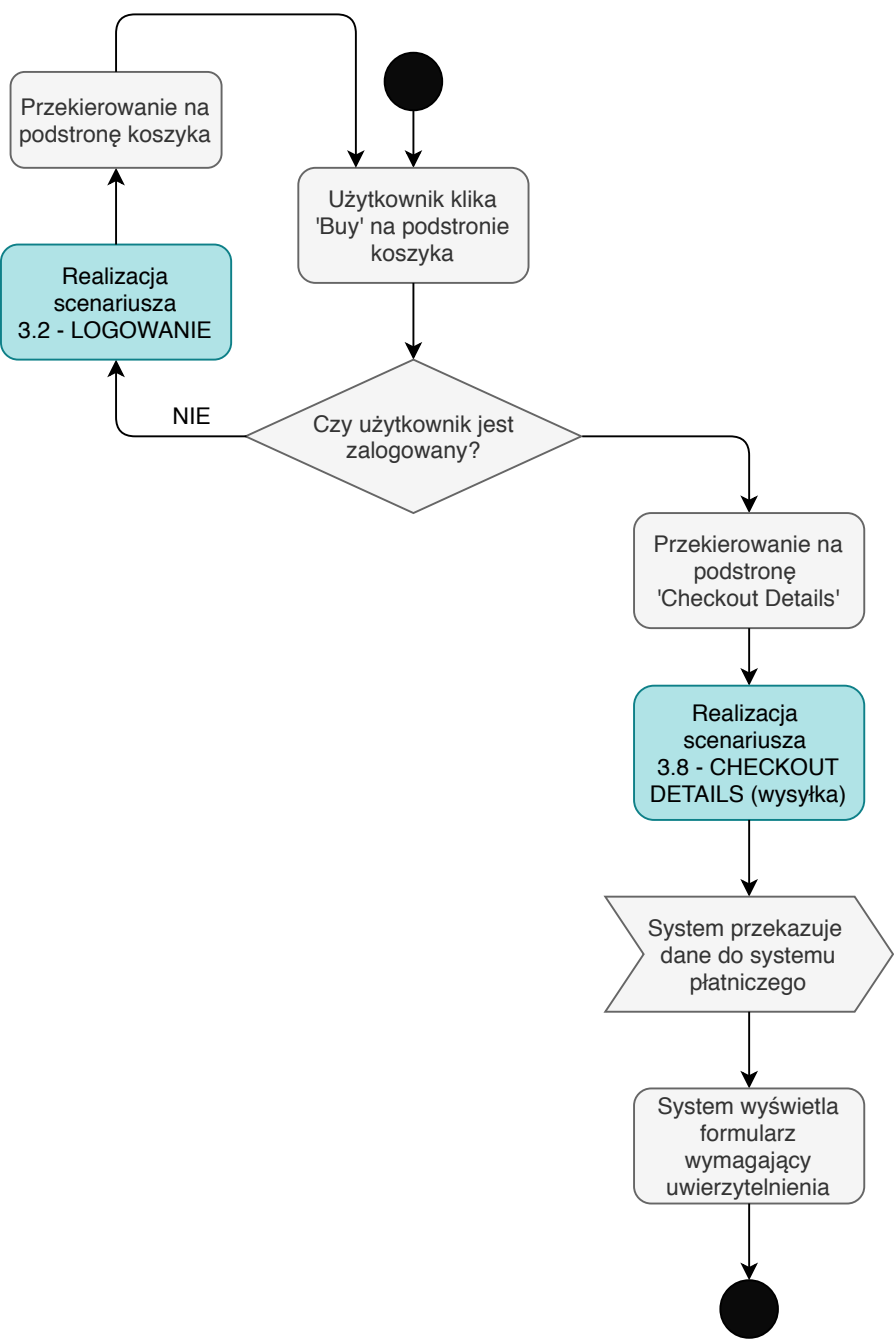 Przekierowanie na
podstronę koszyka
Użytkownik klika
'Buy' na podstronie
koszyka
Realizacja
scenariusza
3.2 - LOGOWANIE
NIE
Czy użytkownik jest
zalogowany?
Przekierowanie na
podstronę
'Checkout Details'
Realizacja
scenariusza
3.8 - CHECKOUT
DETAILS (wysyłka)
System przekazuje
dane do systemu
płatniczego
System wyświetla
formularz
wymagający
uwierzytelnienia